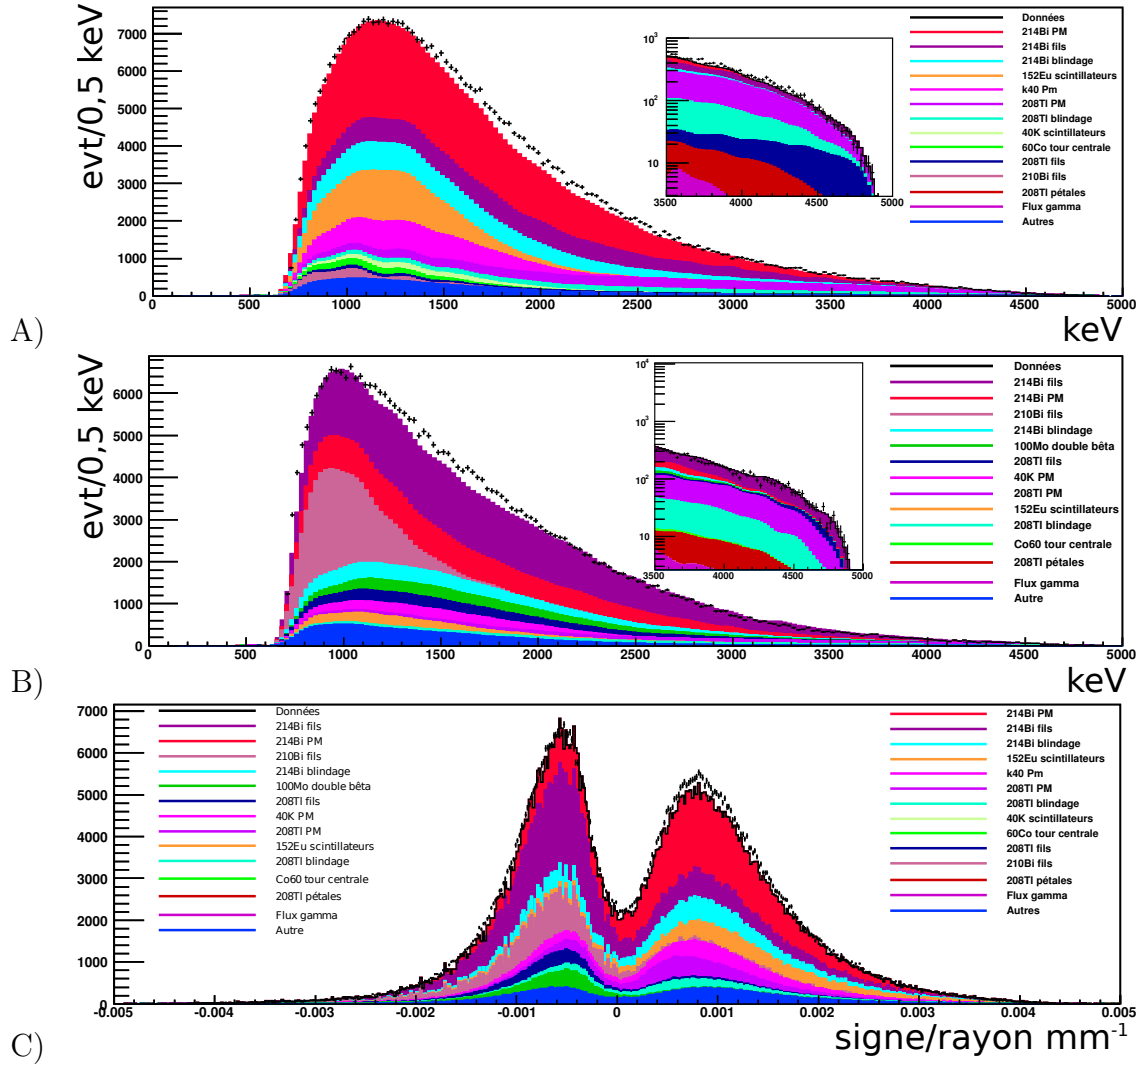 evt/0,5 keV
7000
6000
5000
4000
3000
2000
1000
0
0 500 1000 1500 2000 2500 3000 3500 4000 4500 5000
keV
A)
10³
10²
10
3500 4000 4500 5000
Données
214Bi PM
214Bi fils
214Bi blindage
152Eu scintillateurs
k40 Pm
208Tl PM
208Tl blindage
40K scintillateurs
60Co tour centrale
208Tl fils
210Bi fils
208Tl pétales
Flux gamma
Autres
evt/0,5 keV
6000
5000
4000
3000
2000
1000
0
0 500 1000 1500 2000 2500 3000 3500 4000 4500 5000
keV
B)
10⁴
10³
10²
10
3500 4000 4500 5000
Données
214Bi fils
214Bi PM
210Bi fils
214Bi blindage
100Mo double bêta
208Tl fils
40K PM
208Tl PM
152Eu scintillateurs
208Tl blindage
Co60 tour centrale
208Tl pétales
Flux gamma
Autre
7000
6000
5000
4000
3000
2000
1000
0
-0.005 -0.004 -0.003 -0.002 -0.001 0 0.001 0.002 0.003 0.004 0.005
signe/rayon mm⁻¹
C)
Données
214Bi fils
214Bi PM
210Bi fils
214Bi blindage
100Mo double bêta
208Tl fils
40K PM
208Tl PM
152Eu scintillateurs
208Tl blindage
Co60 tour centrale
208Tl pétales
Flux gamma
Autre
214Bi PM
214Bi fils
214Bi blindage
152Eu scintillateurs
k40 Pm
208Tl PM
208Tl blindage
40K scintillateurs
60Co tour centrale
208Tl fils
210Bi fils
208Tl pétales
Flux gamma
Autres